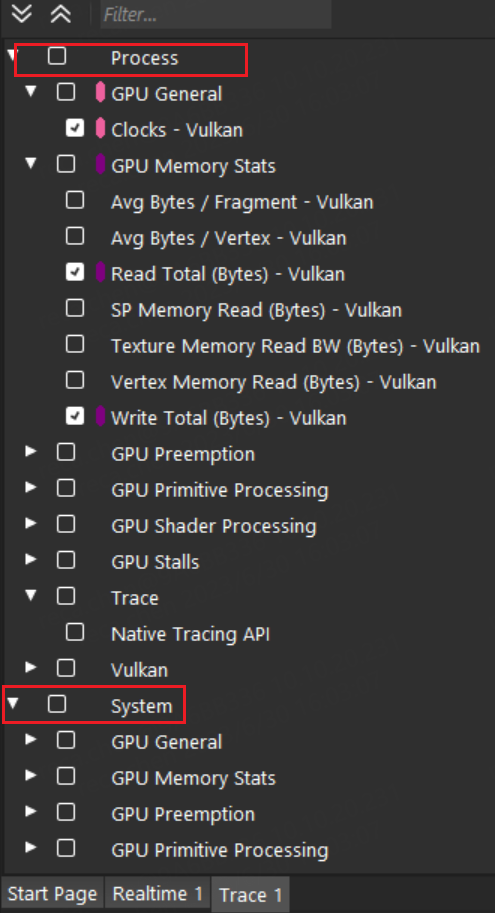 Filter...
Process
GPU General
Clocks - Vulkan
GPU Memory Stats
Avg Bytes / Fragment - Vulkan
Avg Bytes / Vertex - Vulkan
Read Total (Bytes) - Vulkan
SP Memory Read (Bytes) - Vulkan
Texture Memory Read BW (Bytes) - Vulkan
Vertex Memory Read (Bytes) - Vulkan
Write Total (Bytes) - Vulkan
GPU Preemption
GPU Primitive Processing
GPU Shader Processing
GPU Stalls
Trace
Native Tracing API
Vulkan
System
GPU General
GPU Memory Stats
GPU Preemption
GPU Primitive Processing
Start Page Realtime 1 Trace 1